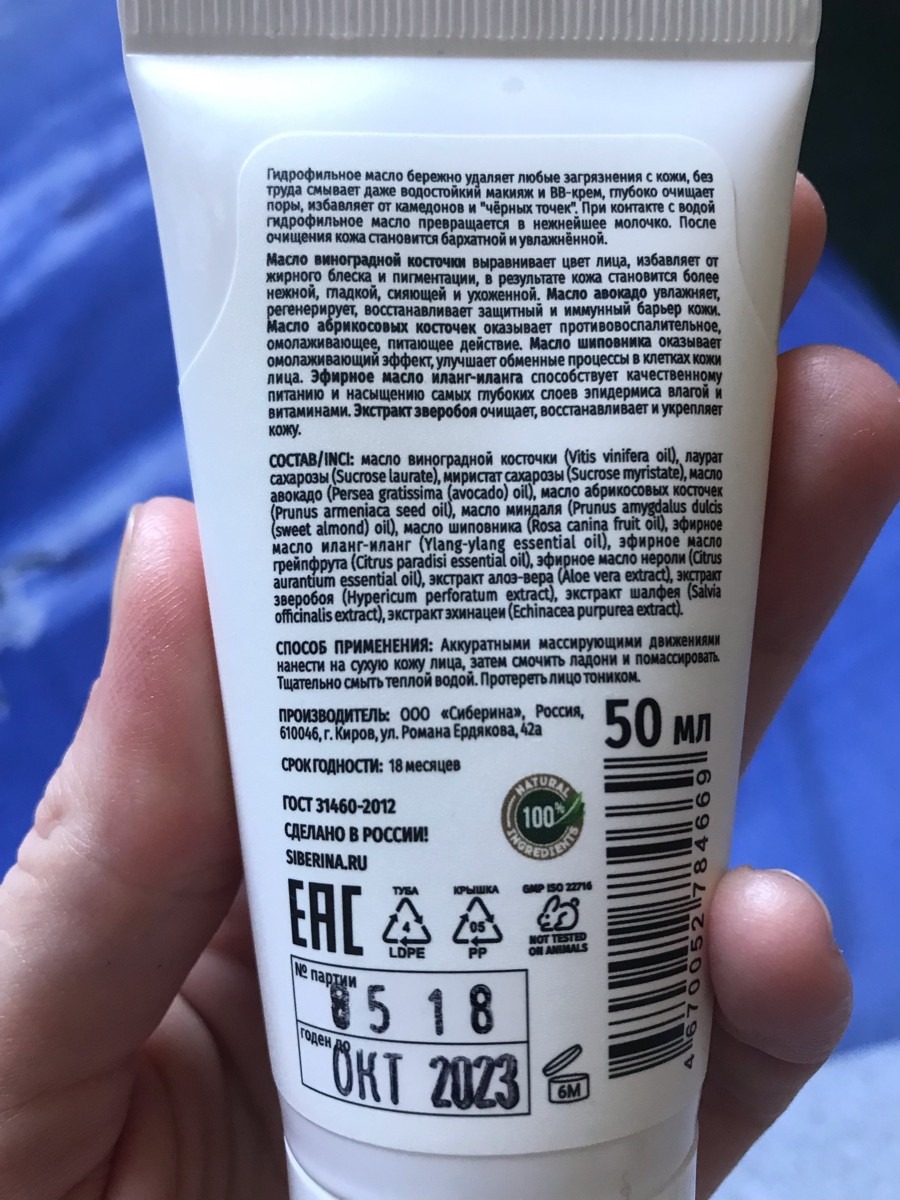 Гидрофильное масло бережно удаляет любые загрязнения с кожи, без
труда смывает даже водостойкий макияж и ВВ-крем, глубоко очищает
поры, избавляет от камедонов и "чёрных точек". При контакте с водой
гидрофильное масло превращается в нежнейшее молочко. После
очищения кожа становится бархатной и увлажнённой.
Масло виноградной косточки выравнивает цвет лица, избавляет от
жирного блеска и пигментации, в результате кожа становится более
нежной, гладкой, сияющей и ухоженной. Масло авокадо увлажняет,
регенерирует, восстанавливает защитный и иммунный барьер кожи.
Масло абрикосовых косточек оказывает противовоспалительное,
омолаживающее, питающее действие. Масло шиповника оказывает
омолаживающий эффект, улучшает обменные процессы в клетках кожи
лица. Эфирное масло иланг-иланга способствует качественному
питанию и насыщению самых глубоких слоев эпидермиса влагой и
витаминами. Экстракт зверобоя очищает, восстанавливает и укрепляет
кожу.
СОСТАВ/INCI: масло виноградной косточки (Vitis vinifera oil), лаурат
сахарозы (Sucrose laurate), миристат сахарозы (Sucrose myristate), масло
авокадо (Persea gratissima (avocado) oil), масло абрикосовых косточек
(Prunus armeniaca seed oil), масло миндаля (Prunus amygdalus dulcis
(sweet almond) oil), масло шиповника (Rosa canina fruit oil), эфирное
масло иланг-иланг (Ylang-ylang essential oil), эфирное масло
грейпфрута (Citrus paradisi essential oil), эфирное масло нероли (Citrus
aurantium essential oil), экстракт алоэ-вера (Aloe vera extract), экстракт
зверобоя (Hypericum perforatum extract), экстракт шалфея (Salvia
officinalis extract), экстракт эхинацеи (Echinacea purpurea extract).
СПОСОБ ПРИМЕНЕНИЯ: Аккуратными массирующими движениями
нанести на сухую кожу лица, затем смочить ладони и помассировать.
Тщательно смыть теплой водой. Протереть лицо тоником.
ПРОИЗВОДИТЕЛЬ: ООО «Сиберина», Россия,
610046, г. Киров, ул. Романа Ердякова, 42а
50 мл
СРОК ГОДНОСТИ: 18 месяцев
ГОСТ 31460-2012
СДЕЛАНО В РОССИИ!
SIBERINA.RU
NATURAL
100%
INGREDIENTS
EAC
ТУБА
4
LDPE
КРЫШКА
05
PP
GMP ISO 22716
NOT TESTED
ON ANIMALS
4 670052 784669
№ партии
8 5 1 8
годен до
ОКТ 2023
6M